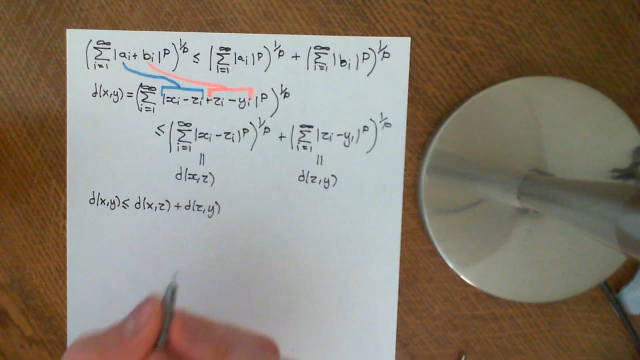 (∑_{i=1}^{∞} |a_i + b_i|^p)^{1/p} ≤ (∑_{i=1}^{∞} |a_i|^p)^{1/p} + (∑_{i=1}^{∞} |b_i|^p)^{1/p}
d(x,y) = (∑_{i=1}^{∞} |x_i - z_i + z_i - y_i|^p)^{1/p}
≤ (∑_{i=1}^{∞} |x_i - z_i|^p)^{1/p} + (∑_{i=1}^{∞} |z_i - y_i|^p)^{1/p}
= =
d(x,z) d(z,y)
d(x,y) ≤ d(x,z) + d(z,y)